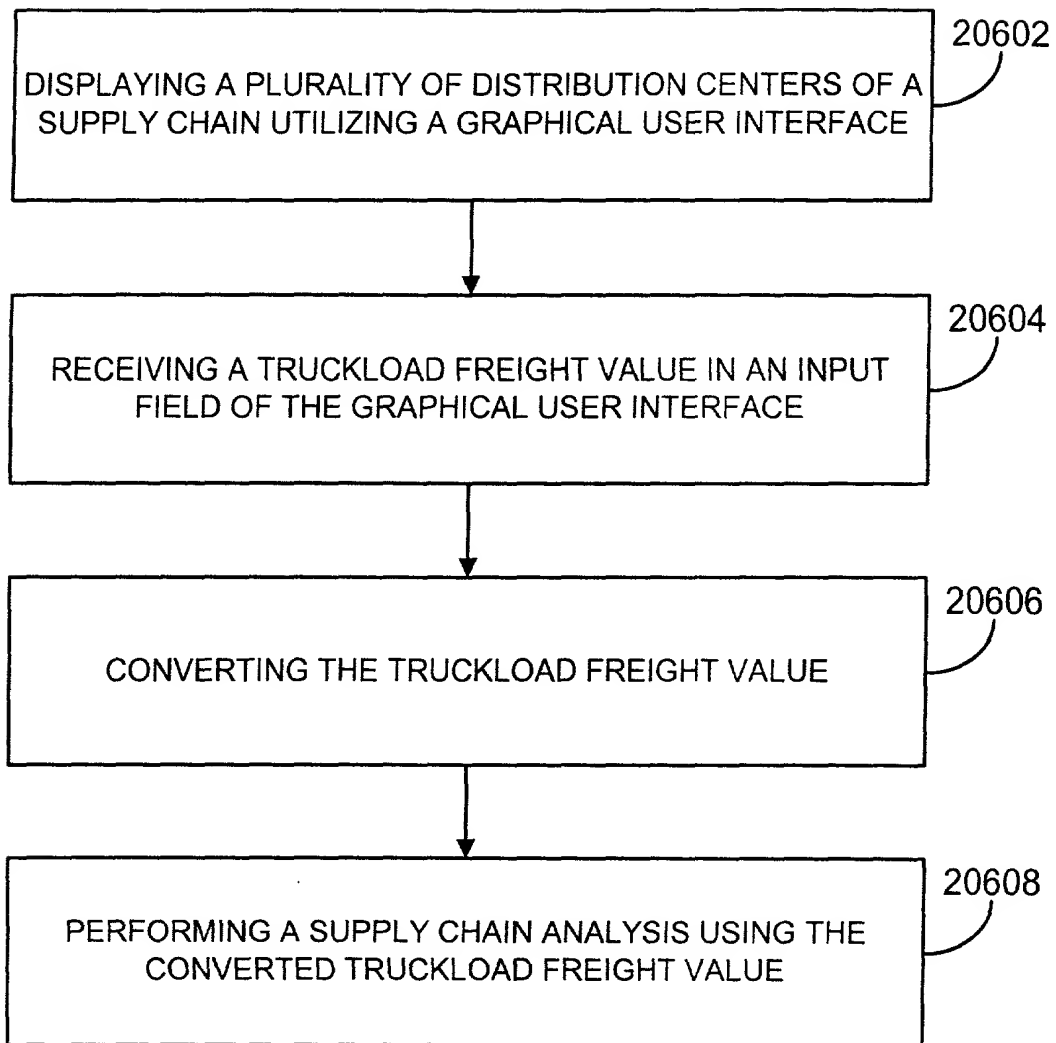 20602
DISPLAYING A PLURALITY OF DISTRIBUTION CENTERS OF A
SUPPLY CHAIN UTILIZING A GRAPHICAL USER INTERFACE
20604
RECEIVING A TRUCKLOAD FREIGHT VALUE IN AN INPUT
FIELD OF THE GRAPHICAL USER INTERFACE
20606
CONVERTING THE TRUCKLOAD FREIGHT VALUE
20608
PERFORMING A SUPPLY CHAIN ANALYSIS USING THE
CONVERTED TRUCKLOAD FREIGHT VALUE